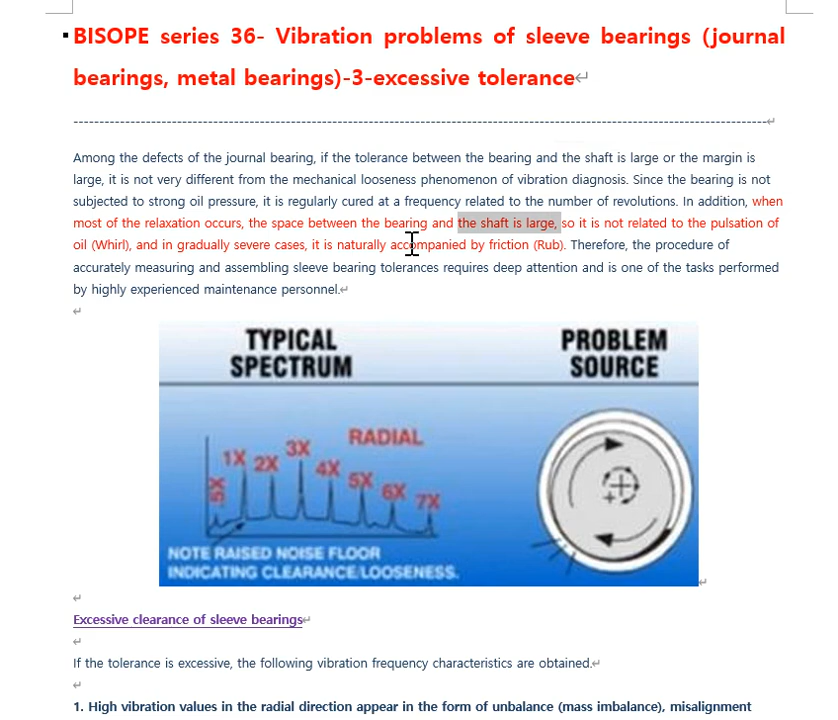 BISOPE series 36- Vibration problems of sleeve bearings (journal
bearings, metal bearings)-3-excessive tolerance
Among the defects of the journal bearing, if the tolerance between the bearing and the shaft is large or the margin is
large, it is not very different from the mechanical looseness phenomenon of vibration diagnosis. Since the bearing is not
subjected to strong oil pressure, it is regularly cured at a frequency related to the number of revolutions. In addition, when
most of the relaxation occurs, the space between the bearing and the shaft is large, so it is not related to the pulsation of
oil (Whirl), and in gradually severe cases, it is naturally accompanied by friction (Rub). Therefore, the procedure of
accurately measuring and assembling sleeve bearing tolerances requires deep attention and is one of the tasks performed
by highly experienced maintenance personnel.
TYPICAL
SPECTRUM
PROBLEM
SOURCE
RADIAL
.5X
1X
2X
3X
4X
5X
6X
7X
NOTE RAISED NOISE FLOOR
INDICATING CLEARANCE/LOOSENESS.
Excessive clearance of sleeve bearings
If the tolerance is excessive, the following vibration frequency characteristics are obtained.
1. High vibration values in the radial direction appear in the form of unbalance (mass imbalance), misalignment